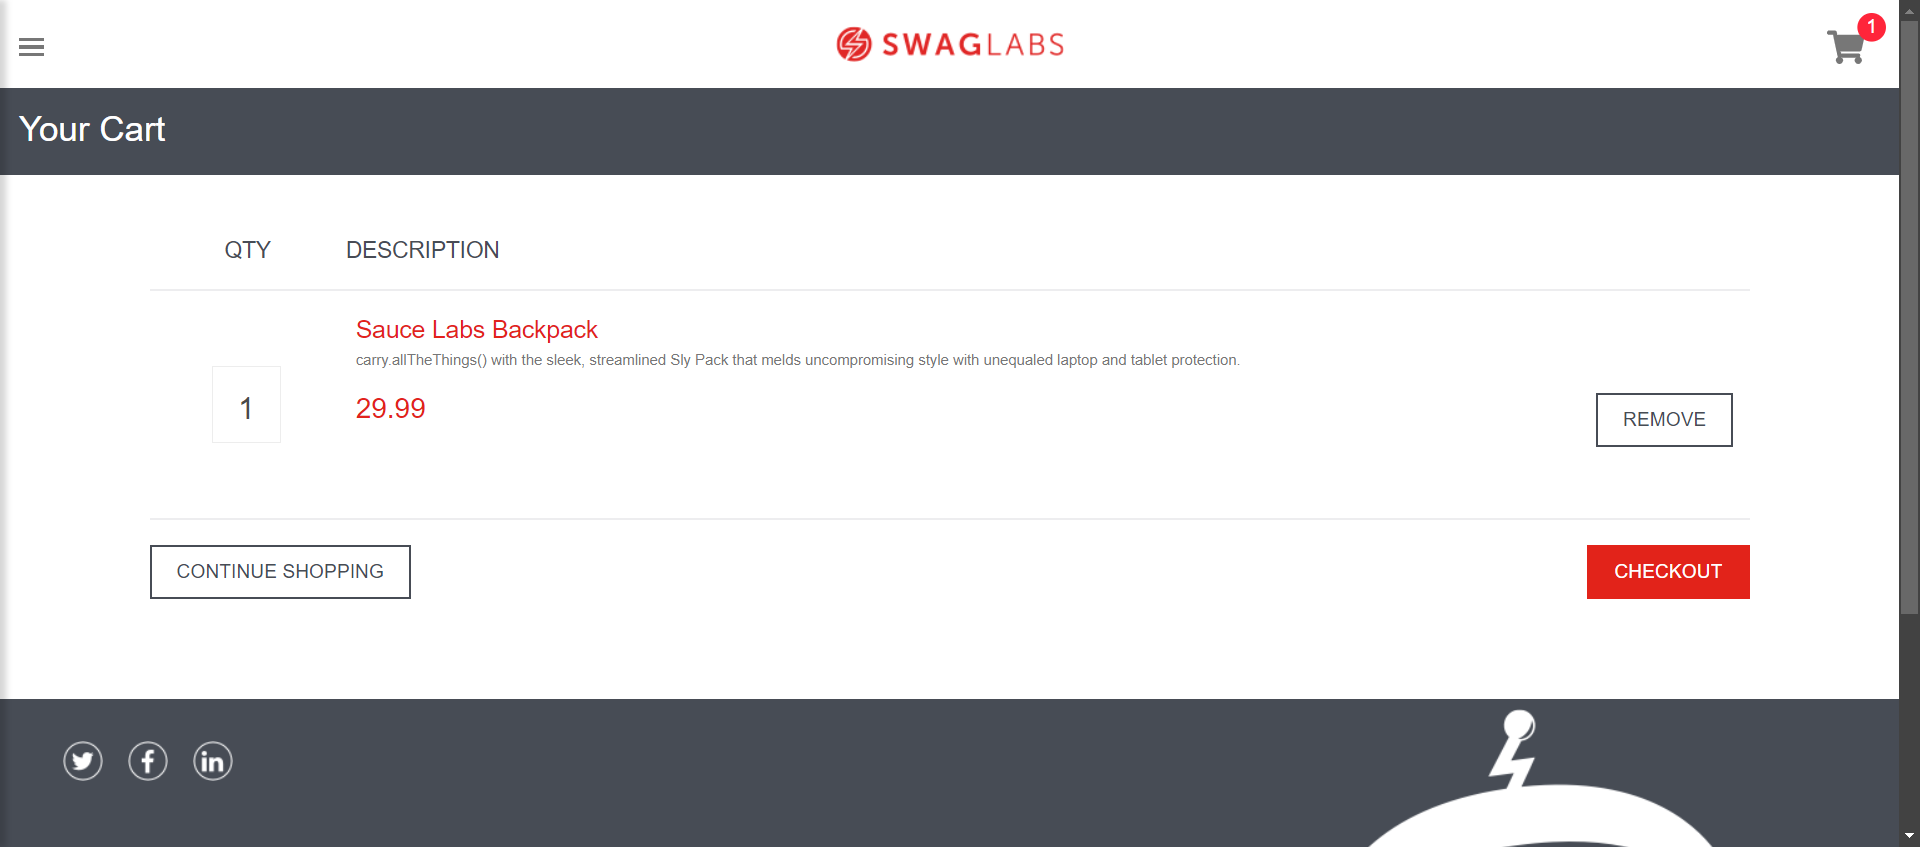 SWAGLABS
1
Your Cart
QTY DESCRIPTION
Sauce Labs Backpack
carry.allTheThings() with the sleek, streamlined Sly Pack that melds uncompromising style with unequaled laptop and tablet protection.
1
29.99
REMOVE
CONTINUE SHOPPING
CHECKOUT